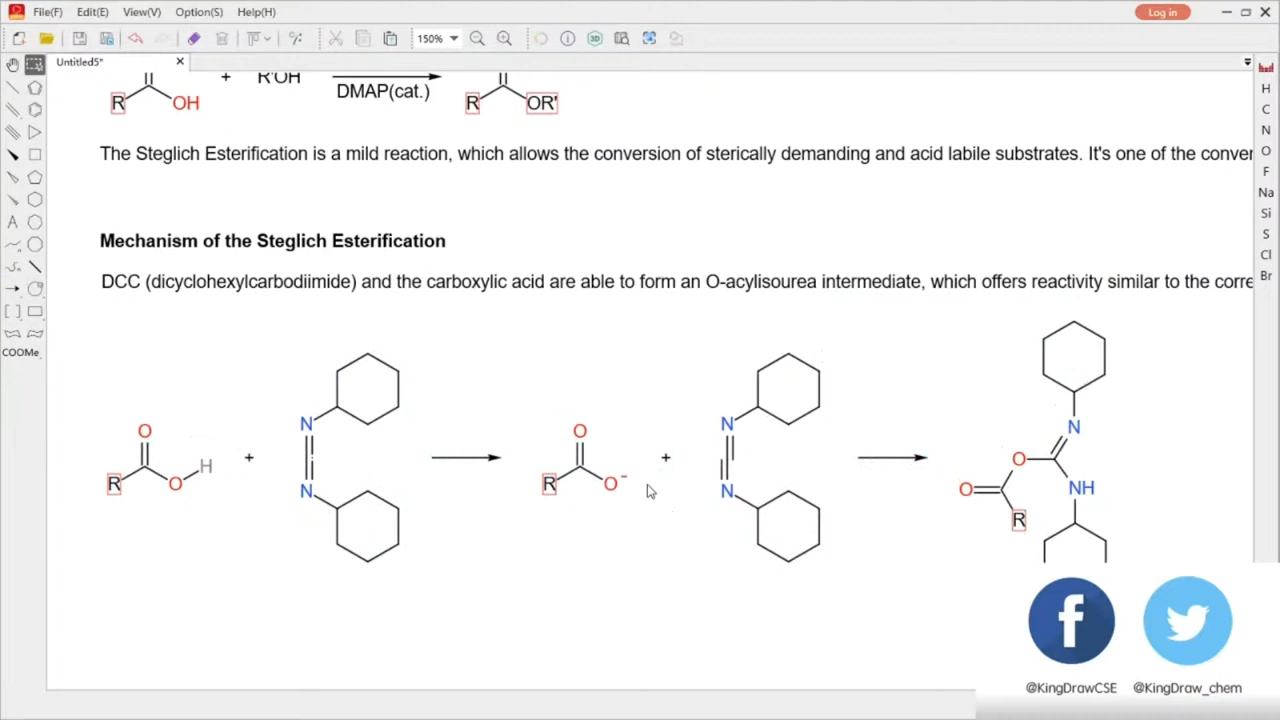 File(F) Edit(E) View(V) Option(S) Help(H) Log in
150%
Untitled5*
+ R'OH
DMAP(cat.)
R OH R OR'
The Steglich Esterification is a mild reaction, which allows the conversion of sterically demanding and acid labile substrates. It's one of the conver
Mechanism of the Steglich Esterification
DCC (dicyclohexylcarbodiimide) and the carboxylic acid are able to form an O-acylisourea intermediate, which offers reactivity similar to the corre
O N O N N
R O H + N R O - + N O O NH R
H
C
N
O
F
Na
Si
S
Cl
Br
A
COOMe
3D
@KingDrawCSE @KingDraw_chem